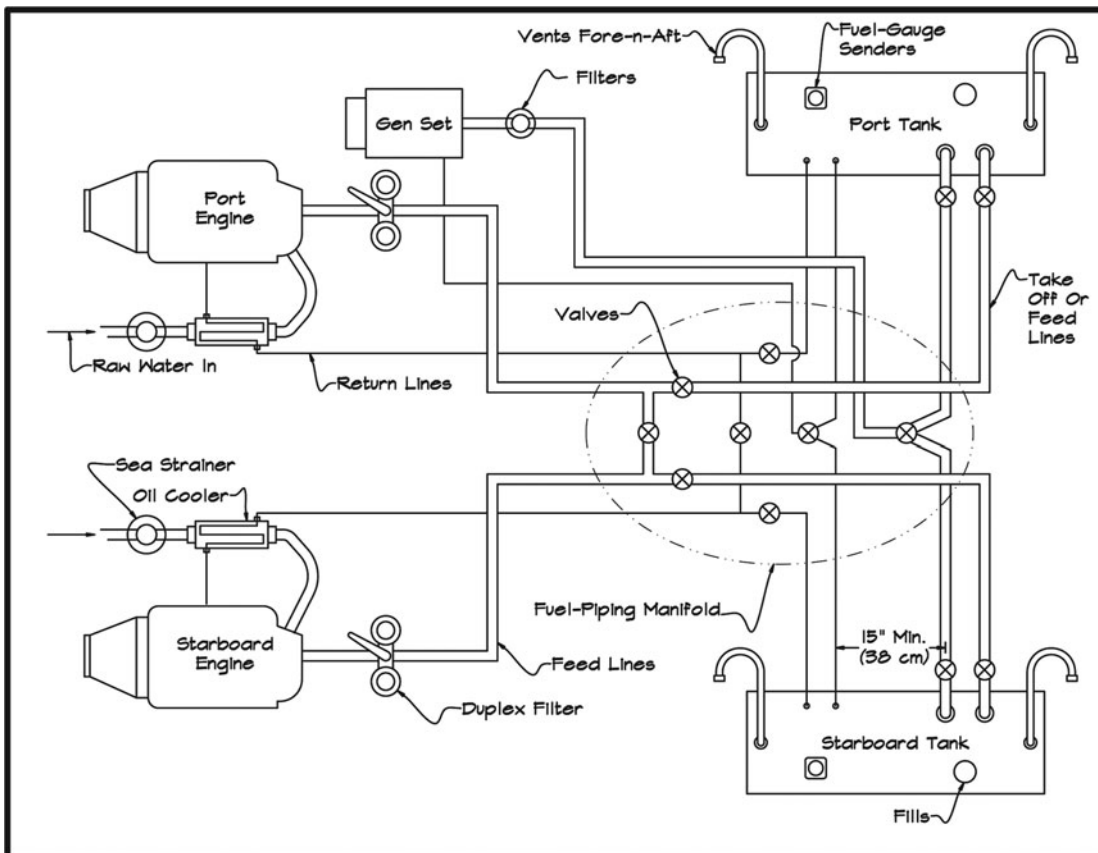 Vents Fore-n-Aft
Fuel-Gauge
Senders
Filters
Gen Set
Port Tank
Port
Engine
Take
Off Or
Feed
Lines
Valves
Raw Water In
Return Lines
Sea Strainer
Oil Cooler
Fuel-Piping Manifold
15" Min.
(38 cm)
Starboard
Engine
Feed Lines
Duplex Filter
Starboard Tank
Fills